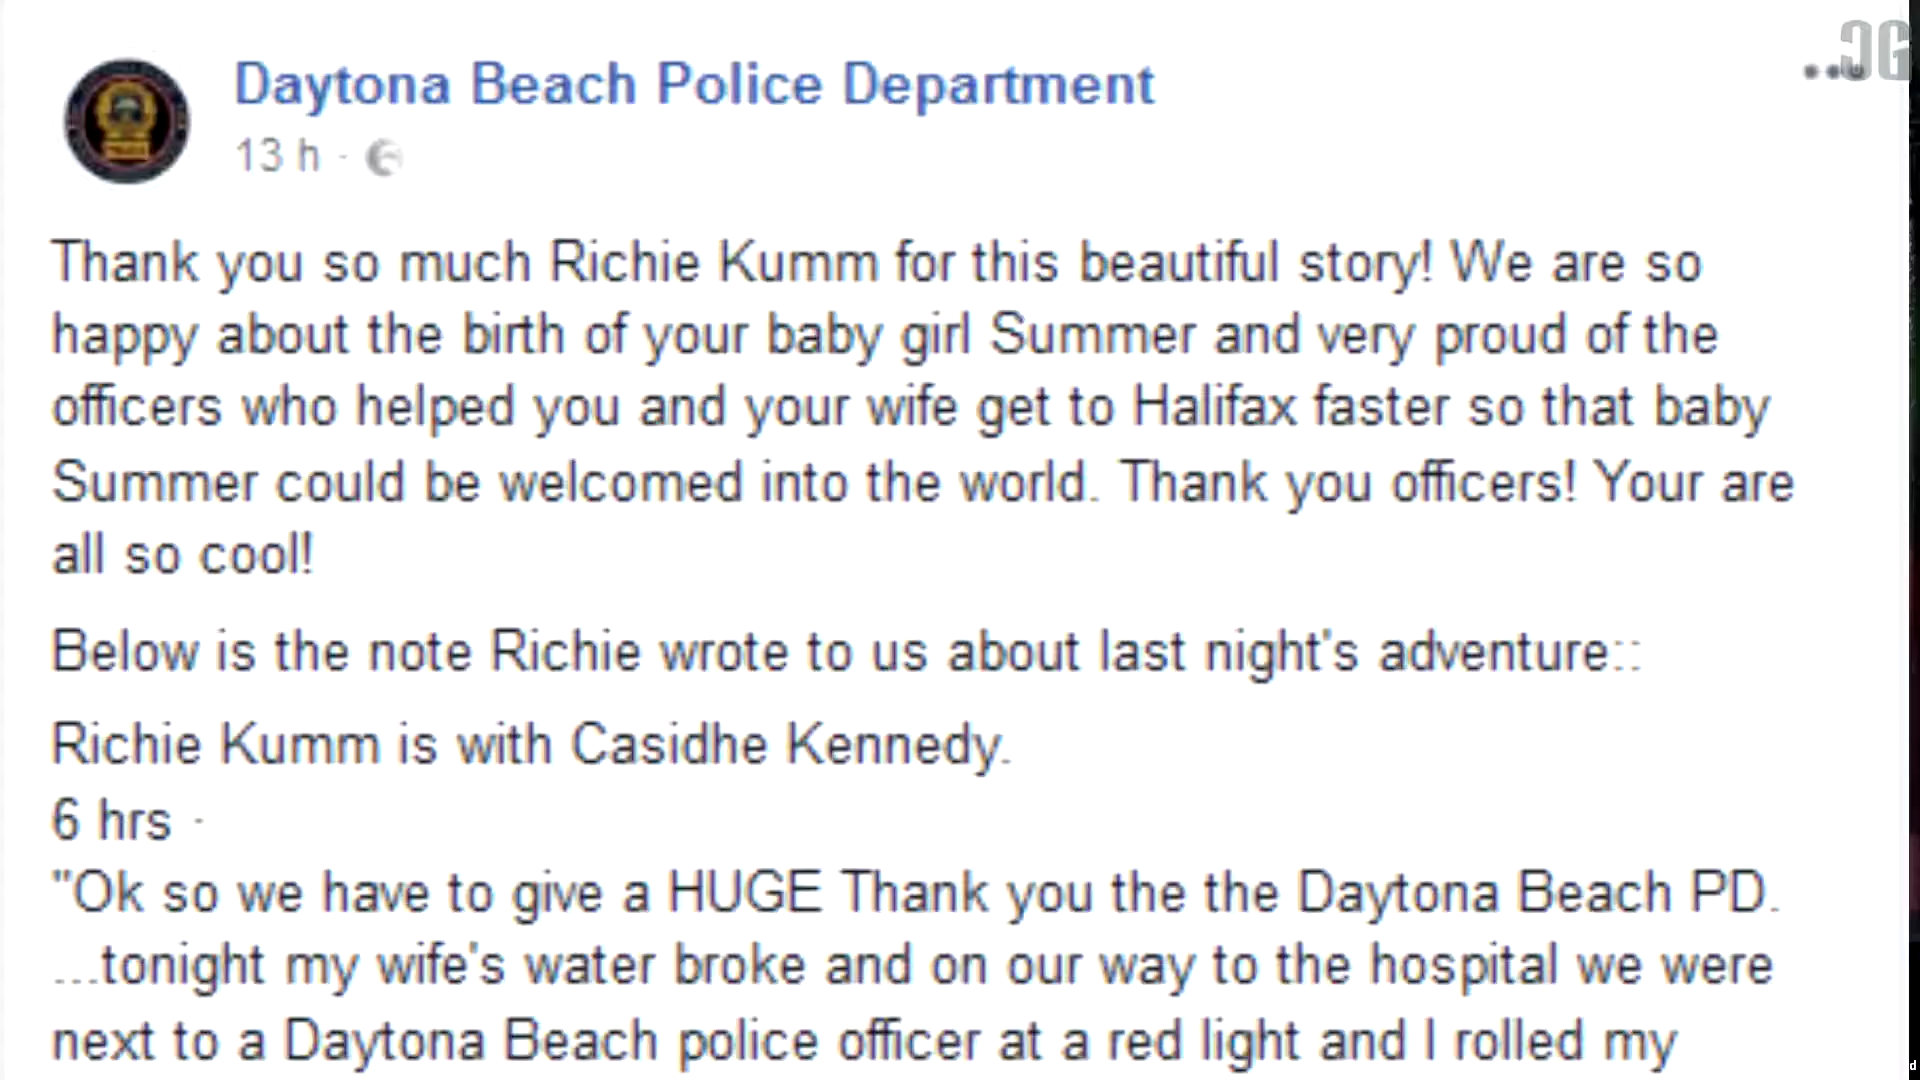 Daytona Beach Police Department
13 h ·
Thank you so much Richie Kumm for this beautiful story! We are so
happy about the birth of your baby girl Summer and very proud of the
officers who helped you and your wife get to Halifax faster so that baby
Summer could be welcomed into the world. Thank you officers! Your are
all so cool!
Below is the note Richie wrote to us about last night's adventure::
Richie Kumm is with Casidhe Kennedy.
6 hrs ·
"Ok so we have to give a HUGE Thank you the the Daytona Beach PD.
...tonight my wife's water broke and on our way to the hospital we were
next to a Daytona Beach police officer at a red light and I rolled my